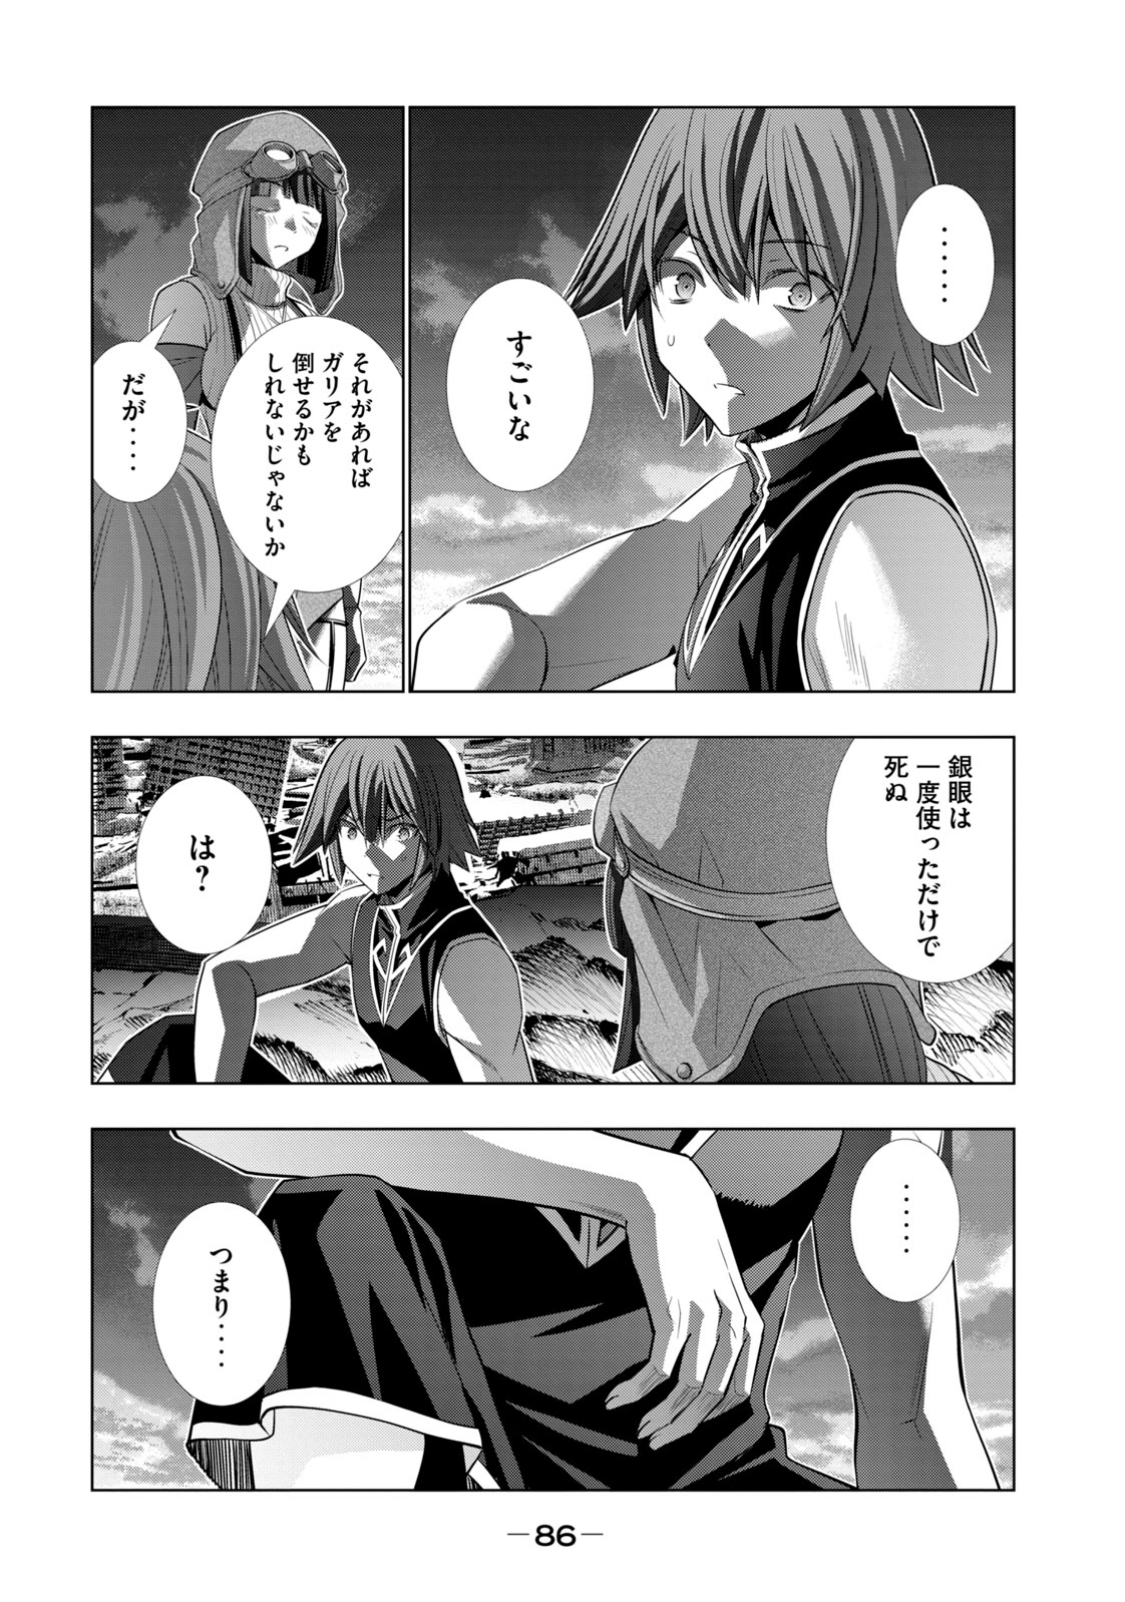 ‥‥‥
すごいな
それがあれば
ガリアを
倒せるかも
しれないじゃないか
だが‥‥
銀眼は
一度使っただけで
死ぬ
は？
‥‥‥
つまり‥‥
—86—